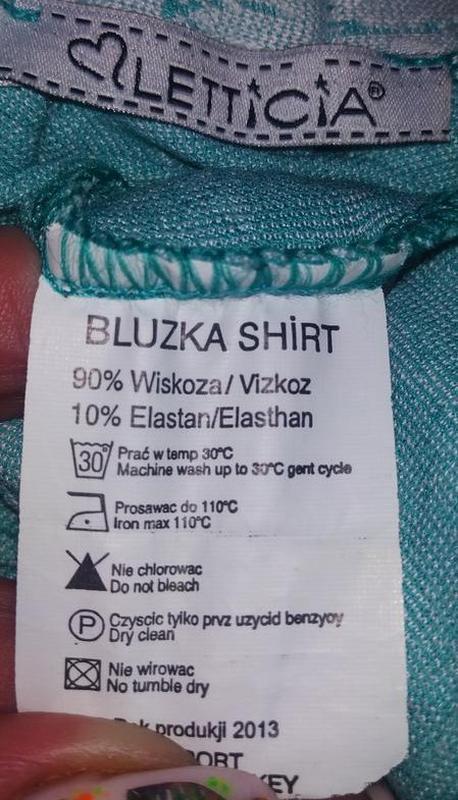 LETTiCiA®
BLUZKA SHİRT
90% Wiskoza/ Vizkoz
10% Elastan/Elasthan
30
Prać w temp 30°C
Machine wash up to 30°C gent cycle
Prosawac do 110°C
Iron max 110°C
Nie chlorowac
Do not bleach
P
Czyscic tylko prvz uzycid benzyoy
Dry clean
Nie wirowac
No tumble dry
produkji 2013